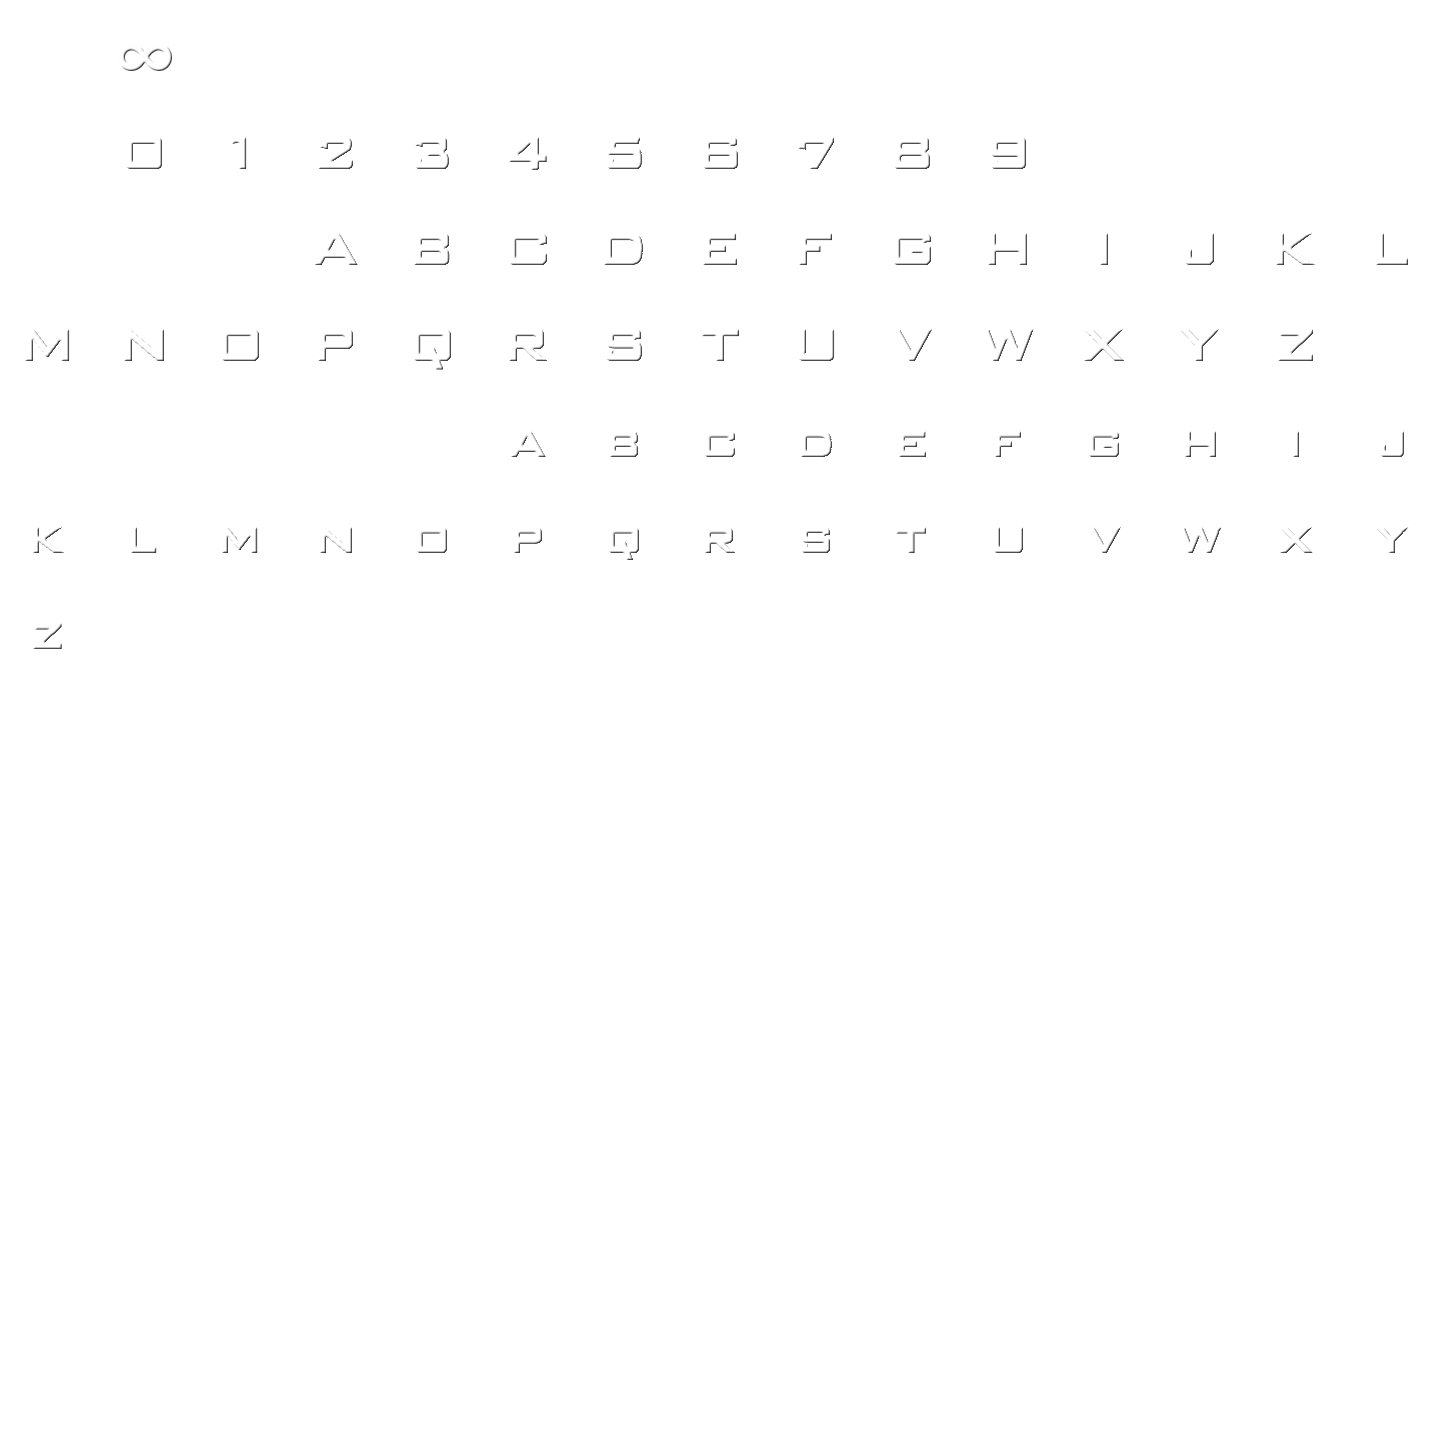 ∞
0 1 2 3 4 5 6 7 8 9
A B C D E F G H I J K L
M N O P Q R S T U V W X Y Z
A B C D E F G H I J
K L M N O P Q R S T U V W X Y
Z